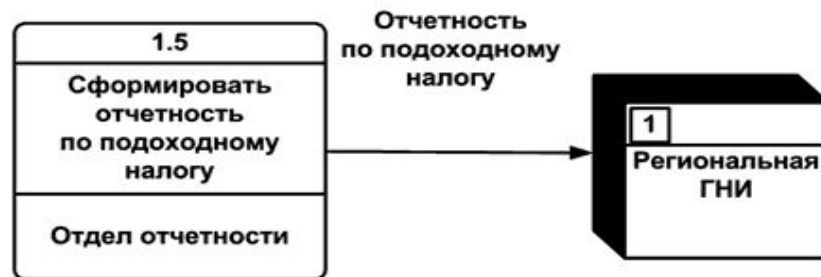 1.5
Сформировать
отчетность
по подоходному
налогу
Отдел отчетности
Отчетность
по подоходному
налогу
1
Региональная
ГНИ